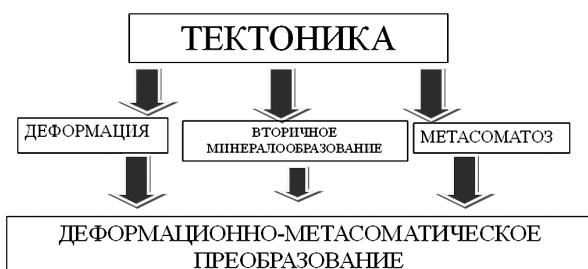 ТЕКТОНИКА
ДЕФОРМАЦИЯ
ВТОРИЧНОЕ
МИНЕРАЛООБРАЗОВАНИЕ
МЕТАСОМАТОЗ
ДЕФОРМАЦИОННО-МЕТАСОМАТИЧЕСКОЕ
ПРЕОБРАЗОВАНИЕ